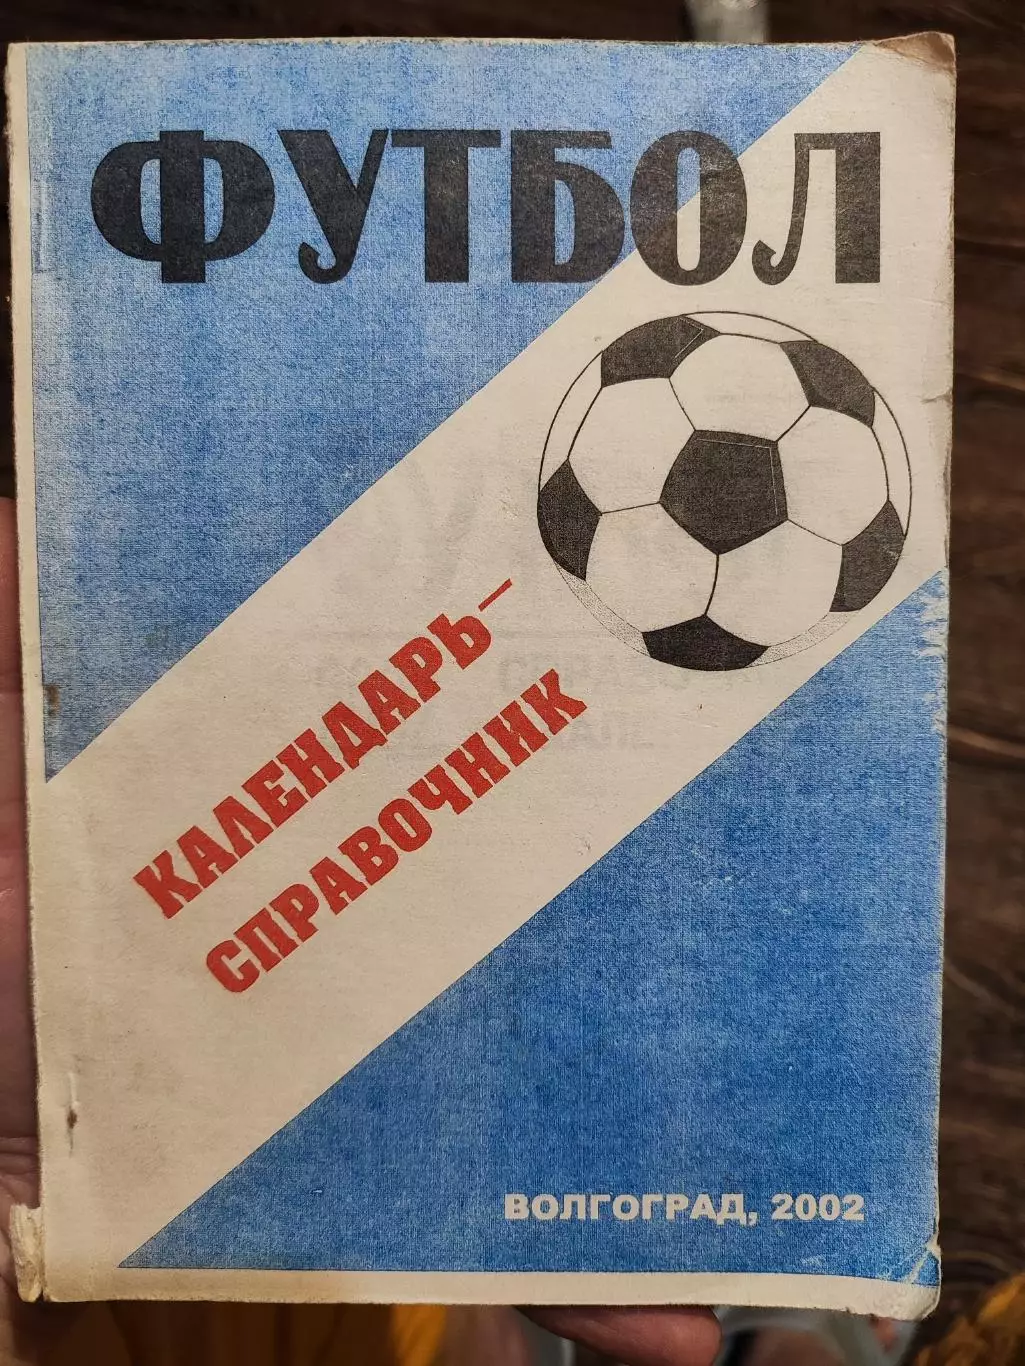 ФУТБОЛ
КАЛЕНДАРЬ –
СПРАВОЧНИК
ВОЛГОГРАД, 2002